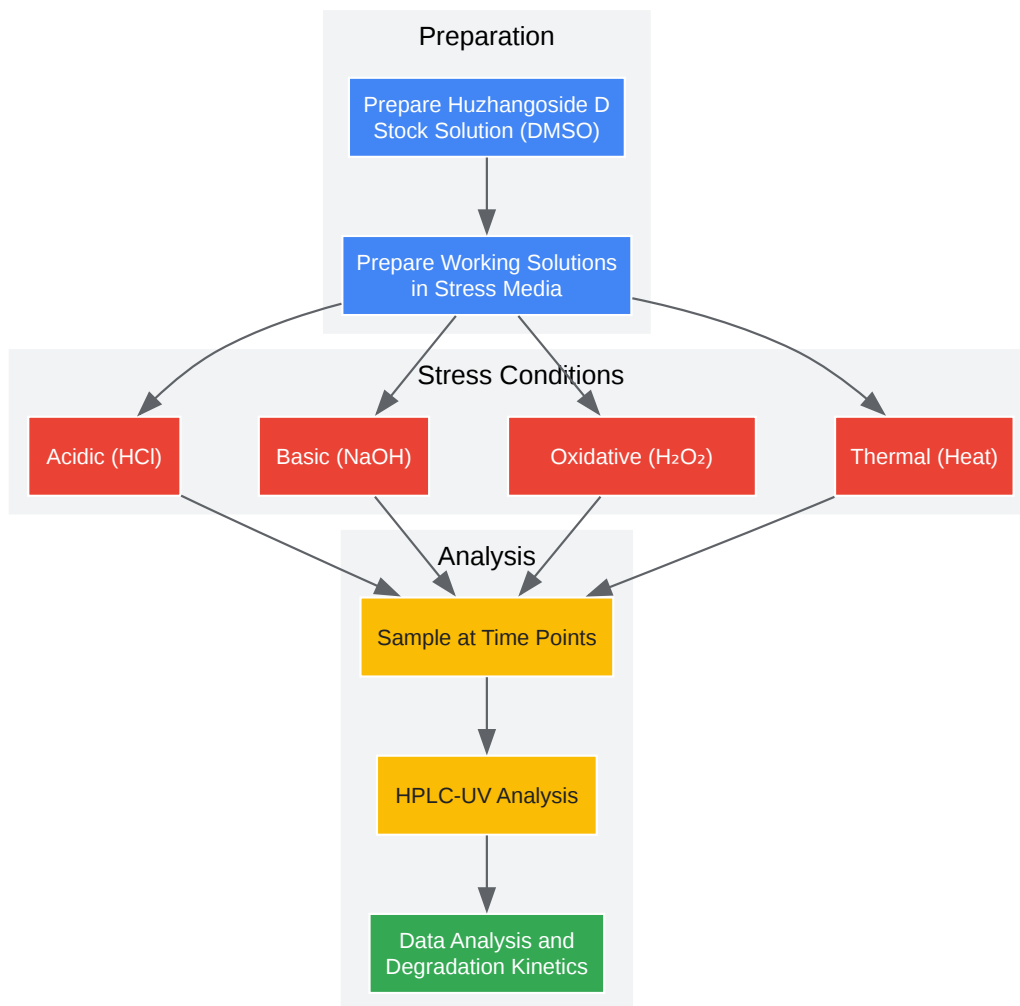 Preparation
Prepare Huzhangoside D
Stock Solution (DMSO)
Prepare Working Solutions
in Stress Media
Stress Conditions
Acidic (HCl)
Basic (NaOH)
Oxidative (H₂O₂)
Thermal (Heat)
Analysis
Sample at Time Points
HPLC-UV Analysis
Data Analysis and
Degradation Kinetics